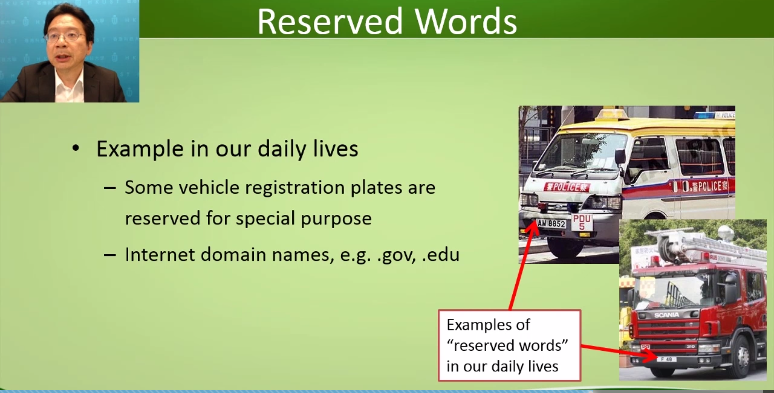 Reserved Words
• Example in our daily lives
– Some vehicle registration plates are
reserved for special purpose
– Internet domain names, e.g. .gov, .edu
POLICE
POLICE
AM 8852
PDU
5
SCANIA
Examples of
“reserved words”
in our daily lives